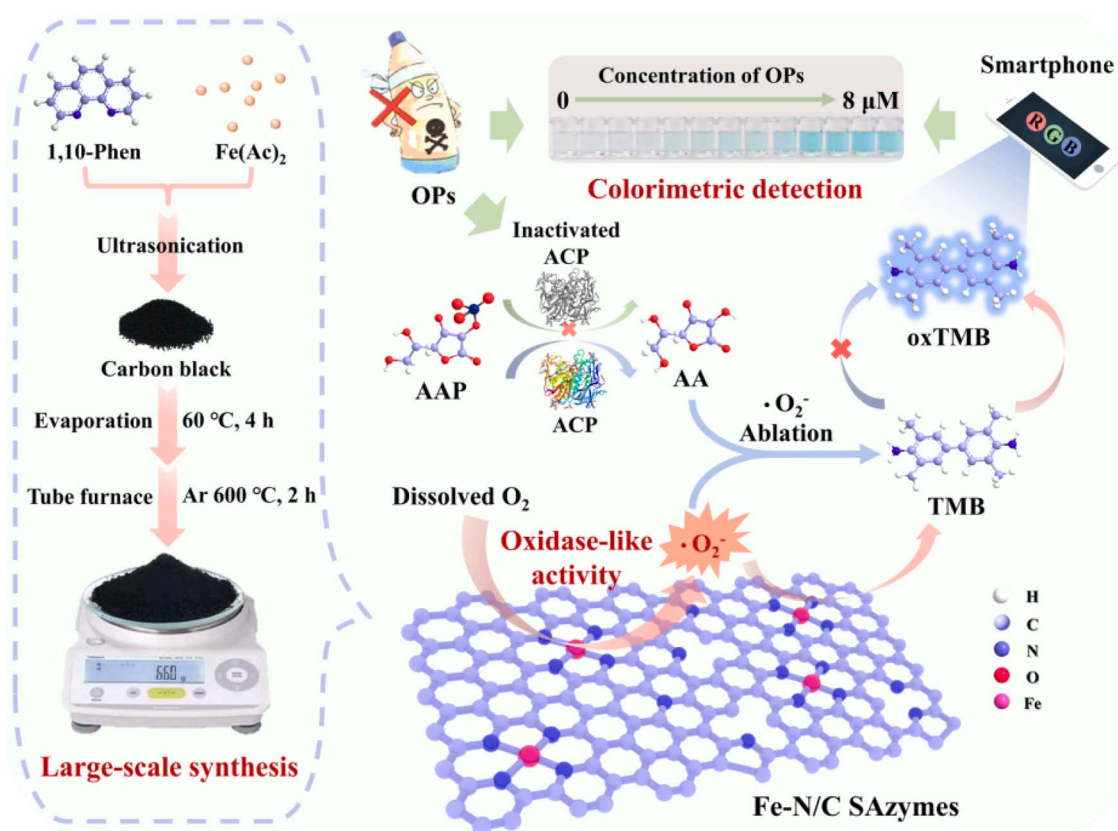 1,10-Phen
Fe(Ac)₂
Ultrasonication
Carbon black
Evaporation
60 °C, 4 h
Tube furnace
Ar 600 °C, 2 h
660 g
Large-scale synthesis
OPs
Concentration of OPs
0
8 μM
Colorimetric detection
Smartphone
R G B
Inactivated
ACP
AAP
ACP
AA
oxTMB
· O₂⁻
Ablation
TMB
Dissolved O₂
Oxidase-like
activity
· O₂⁻
H
C
N
O
Fe
Fe-N/C SAzymes